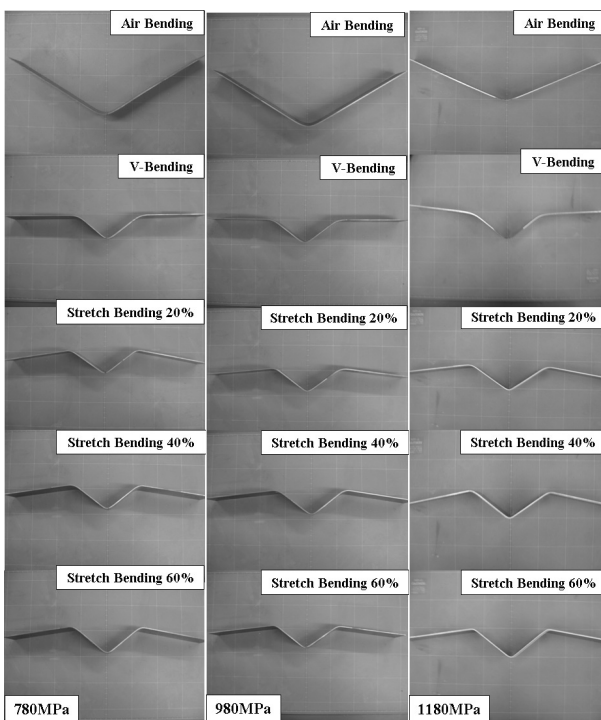 Air Bending
Air Bending
Air Bending
V-Bending
V-Bending
V-Bending
Stretch Bending 20%
Stretch Bending 20%
Stretch Bending 20%
Stretch Bending 40%
Stretch Bending 40%
Stretch Bending 40%
Stretch Bending 60%
Stretch Bending 60%
Stretch Bending 60%
780MPa
980MPa
1180MPa